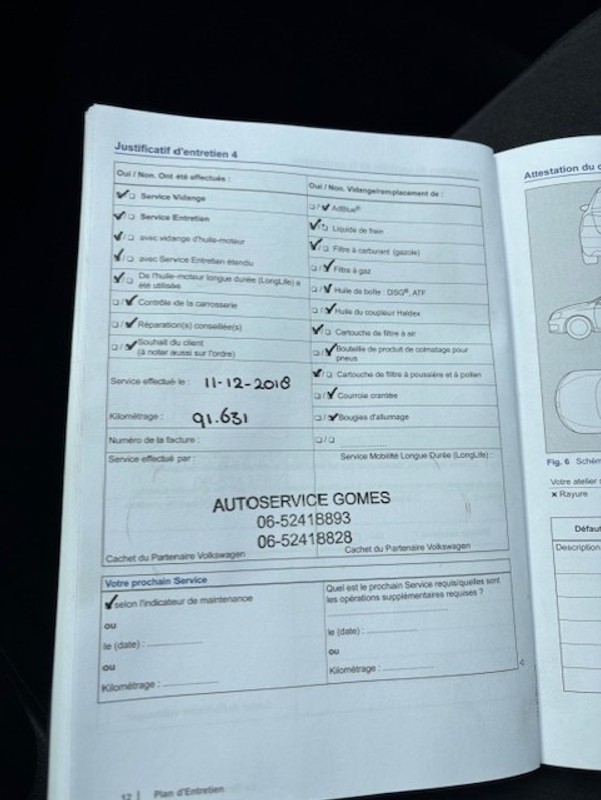 Justificatif d'entretien 4
Oui / Non. Ont été effectués :
☑/☐ Service Vidange
☑/☐ Service Entretien
☑/☐ avec vidange d'huile-moteur
☑/☐ avec Service Entretien étendu
☑/☐ De l'huile-moteur longue durée (LongLife) a
été utilisée
☐/☑ Contrôle de la carrosserie
☐/☑ Réparation(s) conseillée(s)
☐/☑ Souhait du client
(à noter aussi sur l'ordre)
Service effectué le : 11-12-2018
Kilométrage : 91.631
Numéro de la facture :
Oui / Non. Vidange/remplacement de :
☐/☑ AdBlue®
☑/☐ Liquide de frein
☑/☐ Filtre à carburant (gazole)
☐/☑ Filtre à gaz
☐/☑ Huile de boîte : DSG®, ATF
☐/☑ Huile du coupleur Haldex
☑/☐ Cartouche de filtre à air
☐/☑ Bouteille de produit de colmatage pour
pneus
☑/☐ Cartouche de filtre à poussière et à pollen
☐/☑ Courroie crantée
☐/☑ Bougies d'allumage
☐/☐
Service effectué par :
Service Mobilité Longue Durée (LongLife) :
AUTOSERVICE GOMES
06-52418893
06-52418828
Cachet du Partenaire Volkswagen
Cachet du Partenaire Volkswagen
Votre prochain Service
☑ selon l'indicateur de maintenance
ou
le (date) :
ou
Kilométrage :
Quel est le prochain Service requis/quelles sont
les opérations supplémentaires requises ?
le (date) :
ou
Kilométrage :
12 | Plan d'Entretien
Attestation du
Fig. 6 Schém
Votre atelier
× Rayure
Défaut
Description